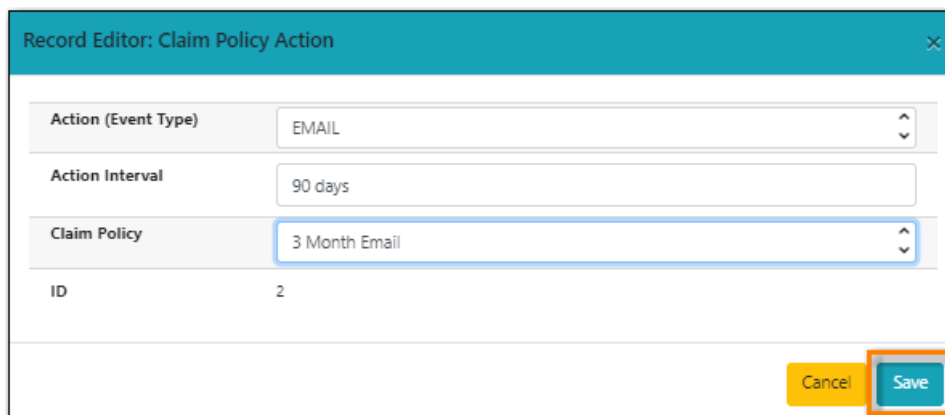 Record Editor: Claim Policy Action ×
Action (Event Type) EMAIL
Action Interval 90 days
Claim Policy 3 Month Email
ID 2
Cancel Save